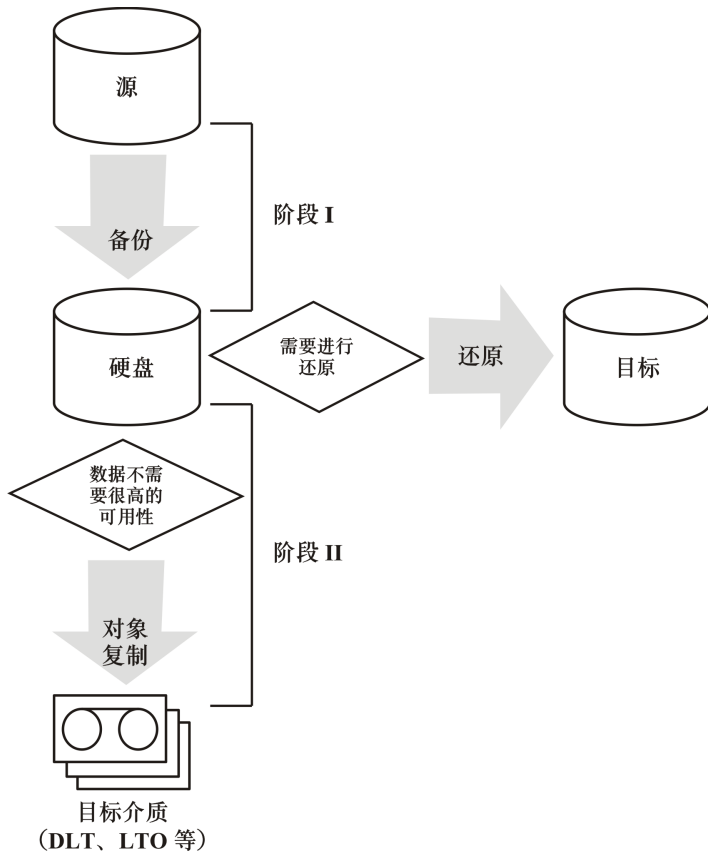 源
阶段 I
备份
硬盘
需要进行
还原
还原
目标
数据不需
要很高的
可用性
阶段 II
对象
复制
目标介质
（DLT、LTO 等）